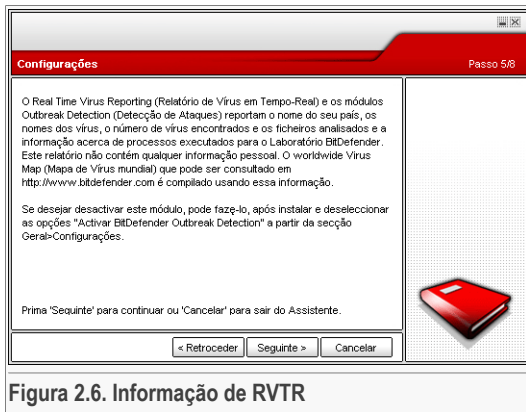 Configurações
Passo 5/8
O Real Time Virus Reporting (Relatório de Vírus em Tempo-Real) e os módulos
Outbreak Detection (Detecção de Ataques) reportam o nome do seu país, os
nomes dos vírus, o número de vírus encontrados e os ficheiros analisados e a
informação acerca de processos executados para o Laboratório BitDefender.
Este relatório não contém qualquer informação pessoal. O worldwide Virus
Map (Mapa de Vírus mundial) que pode ser consultado em
http://www.bitdefender.com é compilado usando essa informação.
Se desejar desactivar este módulo, pode fazę-lo, após instalar e deseleccionar
as opções "Activar BitDefender Outbreak Detection" a partir da secção
Geral>Configurações.
Prima 'Seguinte' para continuar ou 'Cancelar' para sair do Assistente.
< Retroceder
Seguinte >
Cancelar
Figura 2.6. Informação de RVTR